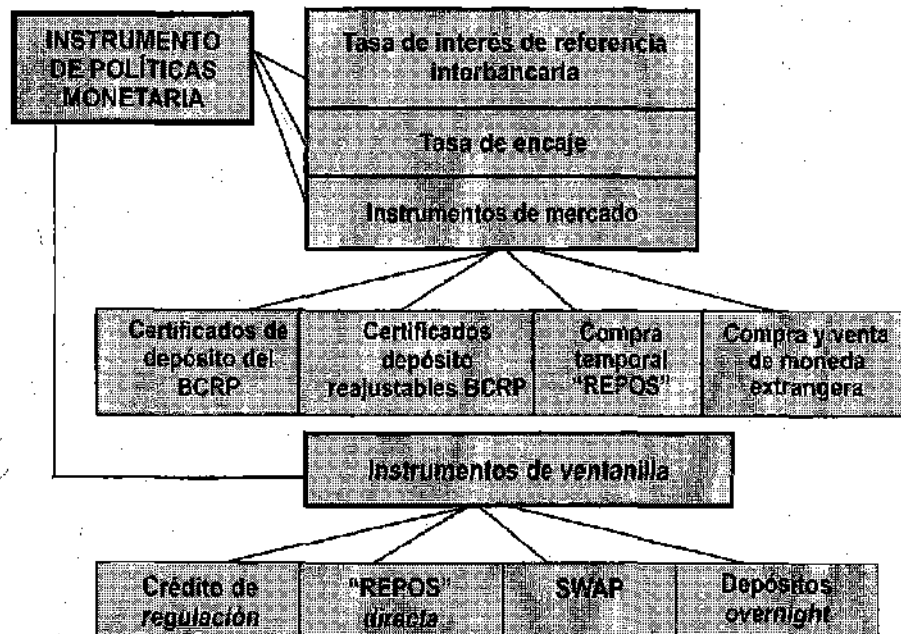 INSTRUMENTO
DE POLÍTICAS
MONETARIA
Tasa de interés de referencia
interbancaria
Tasa de encaje
Instrumentos de mercado
Certificados de
depósito del
BCRP
Certificados
depósito
reajustables BCRP
Compra
temporal
"REPOS"
Compra y venta
de moneda
extrangera
Instrumentos de ventanilla
Crédito de
regulación
"REPOS"
directa
SWAP
Depósitos
overnight